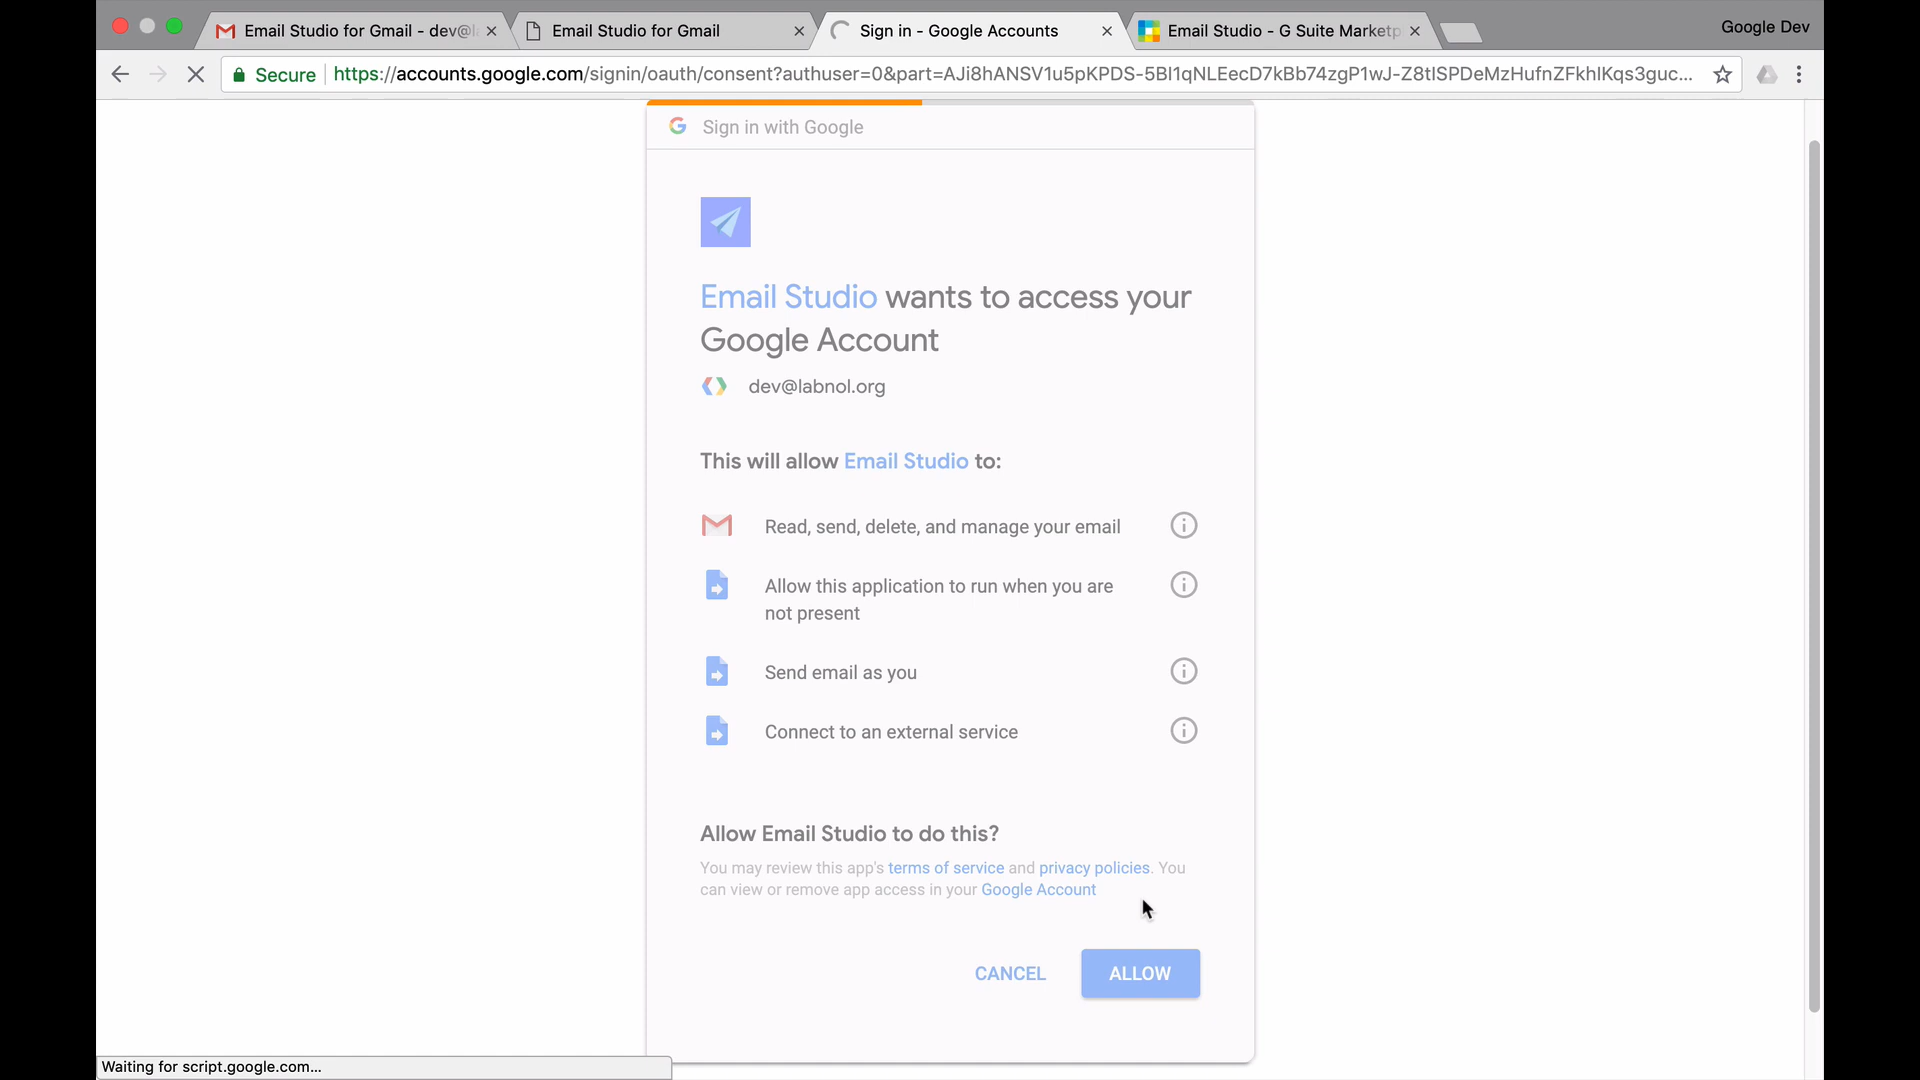 Email Studio for Gmail - dev@la
Email Studio for Gmail
Sign in - Google Accounts
Email Studio - G Suite Marketp
Google Dev
Secure
https://accounts.google.com/signin/oauth/consent?authuser=0&part=AJi8hANSV1u5pKPDS-5BI1qNLEecD7kBb74zgP1wJ-Z8tISPDeMzHufnZFkhlKqs3guc...
Sign in with Google
Email Studio wants to access your
Google Account
dev@labnol.org
This will allow Email Studio to:
Read, send, delete, and manage your email
Allow this application to run when you are
not present
Send email as you
Connect to an external service
Allow Email Studio to do this?
You may review this app's terms of service and privacy policies. You
can view or remove app access in your Google Account
CANCEL
ALLOW
Waiting for script.google.com...